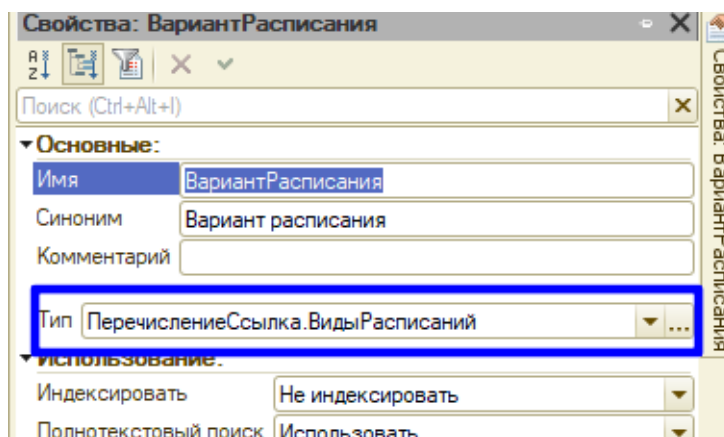 Свойства: ВариантРасписания
Поиск (Ctrl+Alt+I)
Основные:
Имя ВариантРасписания
Синоним Вариант расписания
Комментарий
Тип ПеречислениеСсылка.ВидыРасписаний ...
Использование:
Индексировать Не индексировать
Полнотекстовый поиск Использовать
Свойства: ВариантРасписания